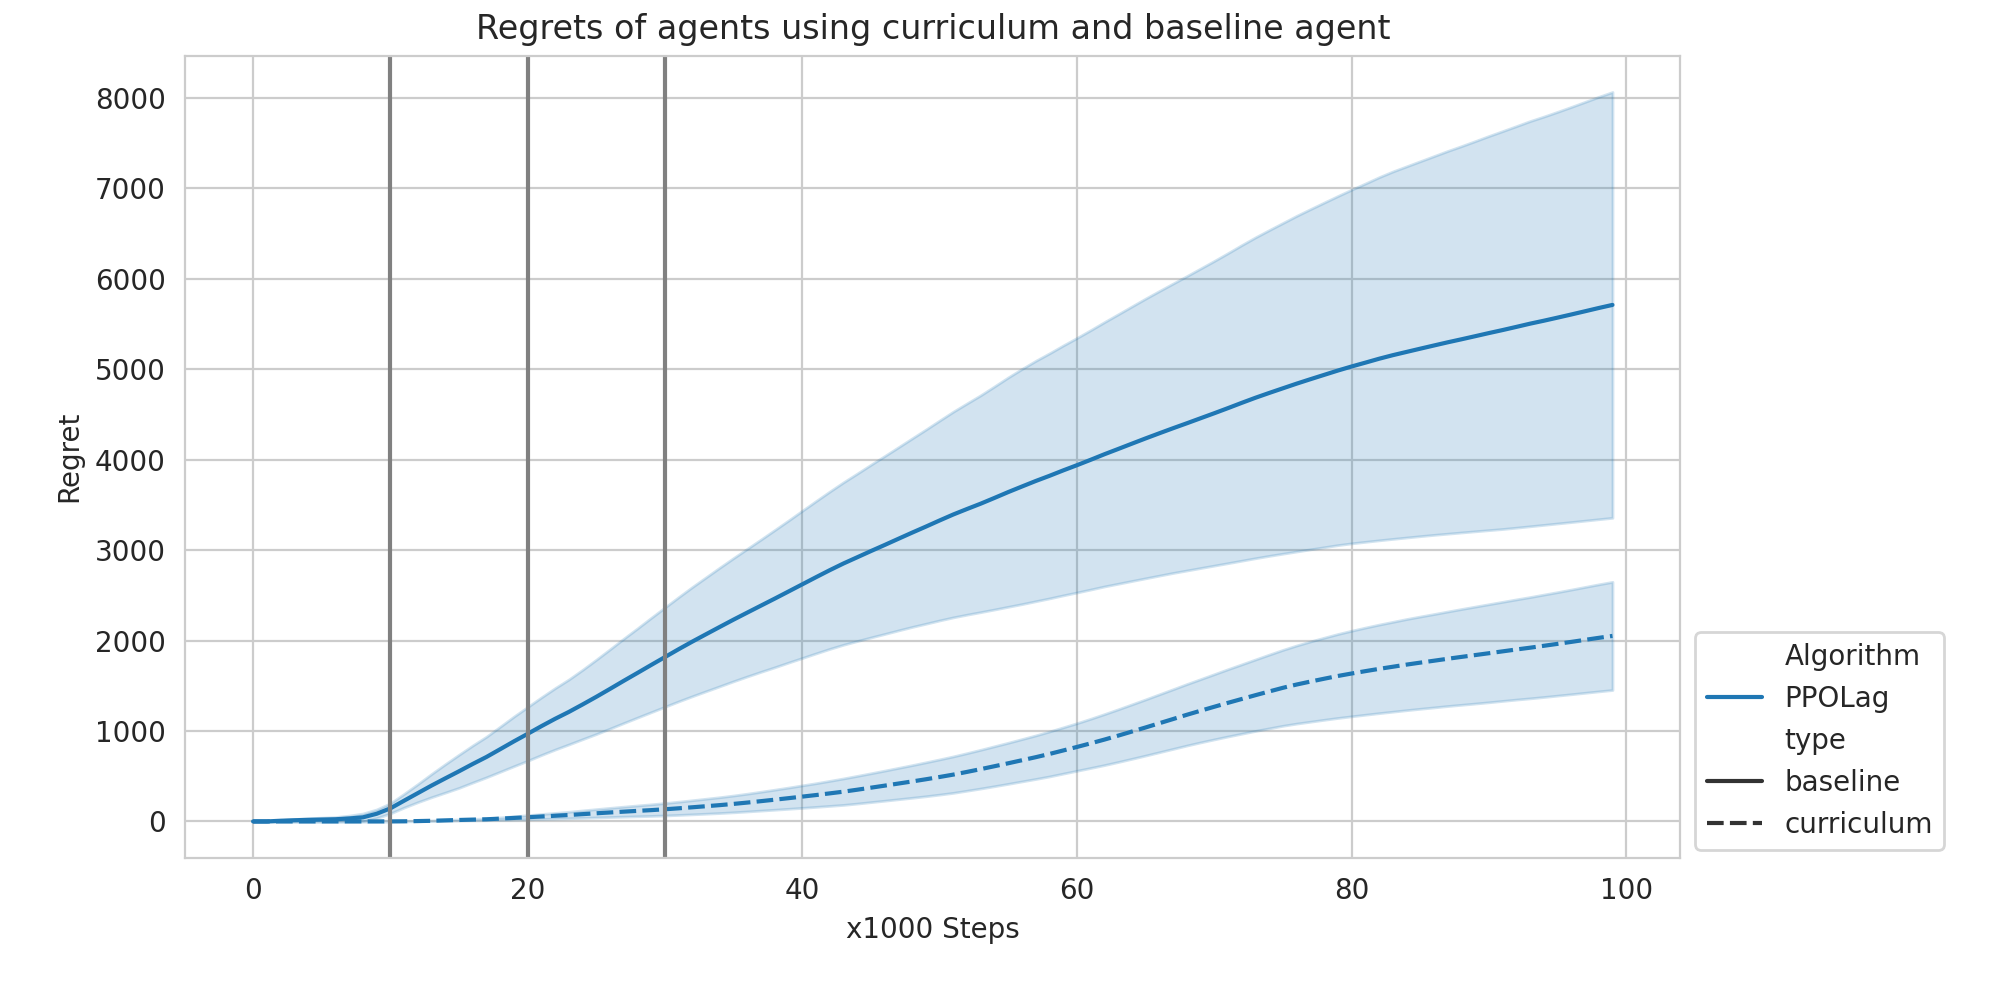 Regrets of agents using curriculum and baseline agent
8000
7000
6000
5000
4000
3000
2000
1000
0
Regret
0 20 40 60 80 100
x1000 Steps
Algorithm
PPOLag
type
baseline
curriculum